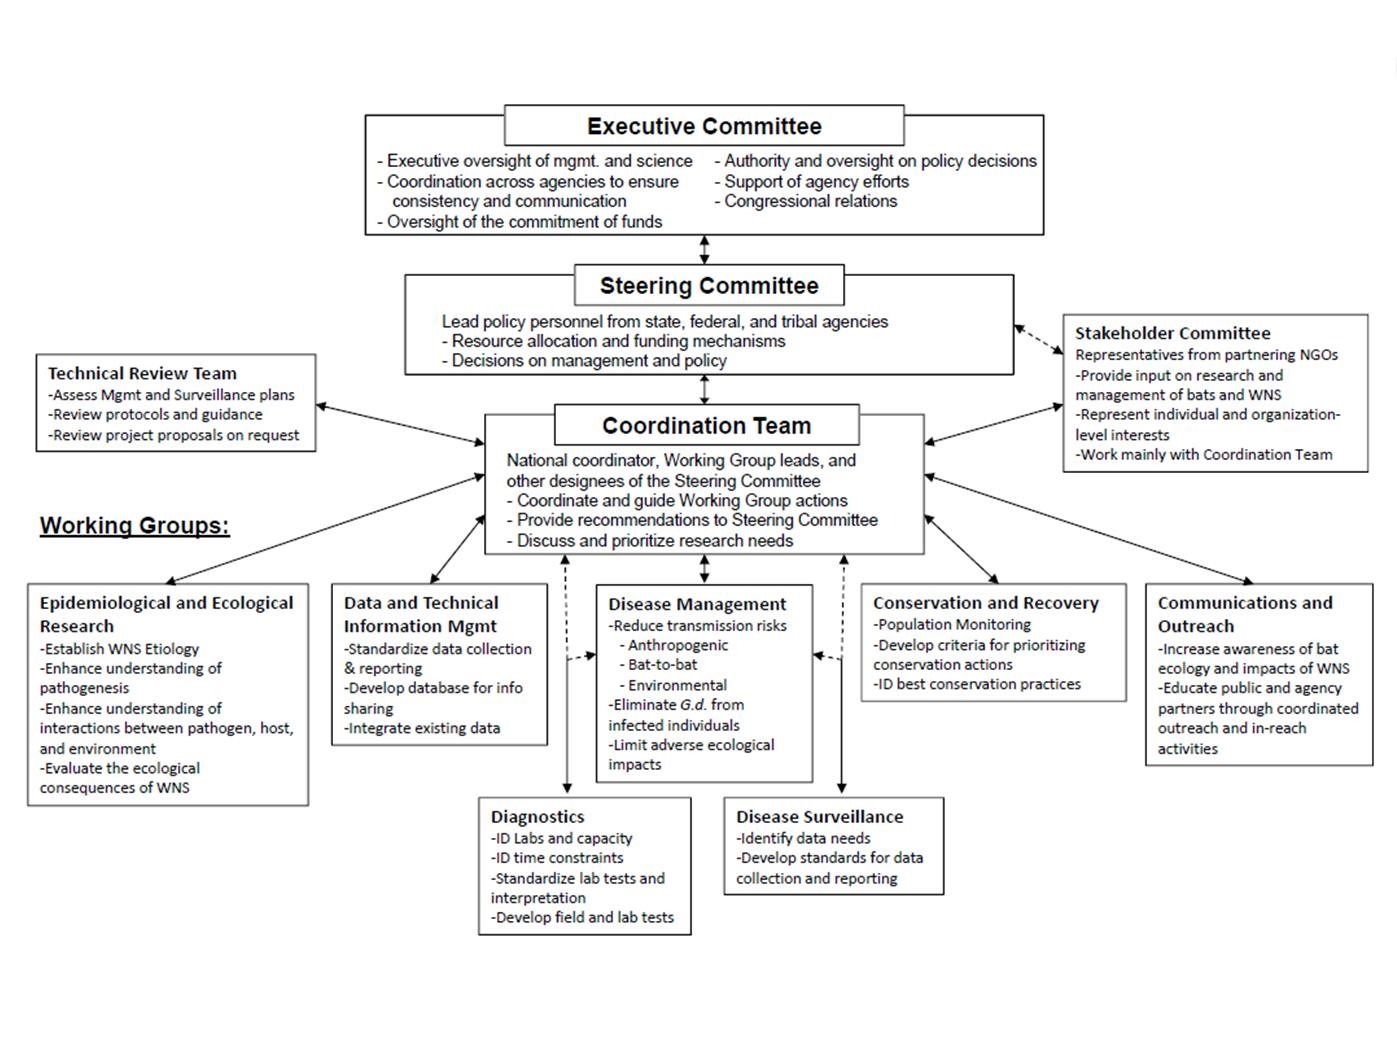 Executive Committee
- Executive oversight of mgmt. and science
- Coordination across agencies to ensure
consistency and communication
- Oversight of the commitment of funds
- Authority and oversight on policy decisions
- Support of agency efforts
- Congressional relations
Steering Committee
Lead policy personnel from state, federal, and tribal agencies
- Resource allocation and funding mechanisms
- Decisions on management and policy
Stakeholder Committee
Representatives from partnering NGOs
-Provide input on research and
management of bats and WNS
-Represent individual and organization-
level interests
-Work mainly with Coordination Team
Technical Review Team
-Assess Mgmt and Surveillance plans
-Review protocols and guidance
-Review project proposals on request
Coordination Team
National coordinator, Working Group leads, and
other designees of the Steering Committee
- Coordinate and guide Working Group actions
- Provide recommendations to Steering Committee
- Discuss and prioritize research needs
Working Groups:
Epidemiological and Ecological
Research
-Establish WNS Etiology
-Enhance understanding of
pathogenesis
-Enhance understanding of
interactions between pathogen, host,
and environment
-Evaluate the ecological
consequences of WNS
Data and Technical
Information Mgmt
-Standardize data collection
& reporting
-Develop database for info
sharing
-Integrate existing data
Disease Management
-Reduce transmission risks
- Anthropogenic
- Bat-to-bat
- Environmental
-Eliminate G.d. from
infected individuals
-Limit adverse ecological
impacts
Conservation and Recovery
-Population Monitoring
-Develop criteria for prioritizing
conservation actions
-ID best conservation practices
Communications and
Outreach
-Increase awareness of bat
ecology and impacts of WNS
-Educate public and agency
partners through coordinated
outreach and in-reach
activities
Diagnostics
-ID Labs and capacity
-ID time constraints
-Standardize lab tests and
interpretation
-Develop field and lab tests
Disease Surveillance
-Identify data needs
-Develop standards for data
collection and reporting